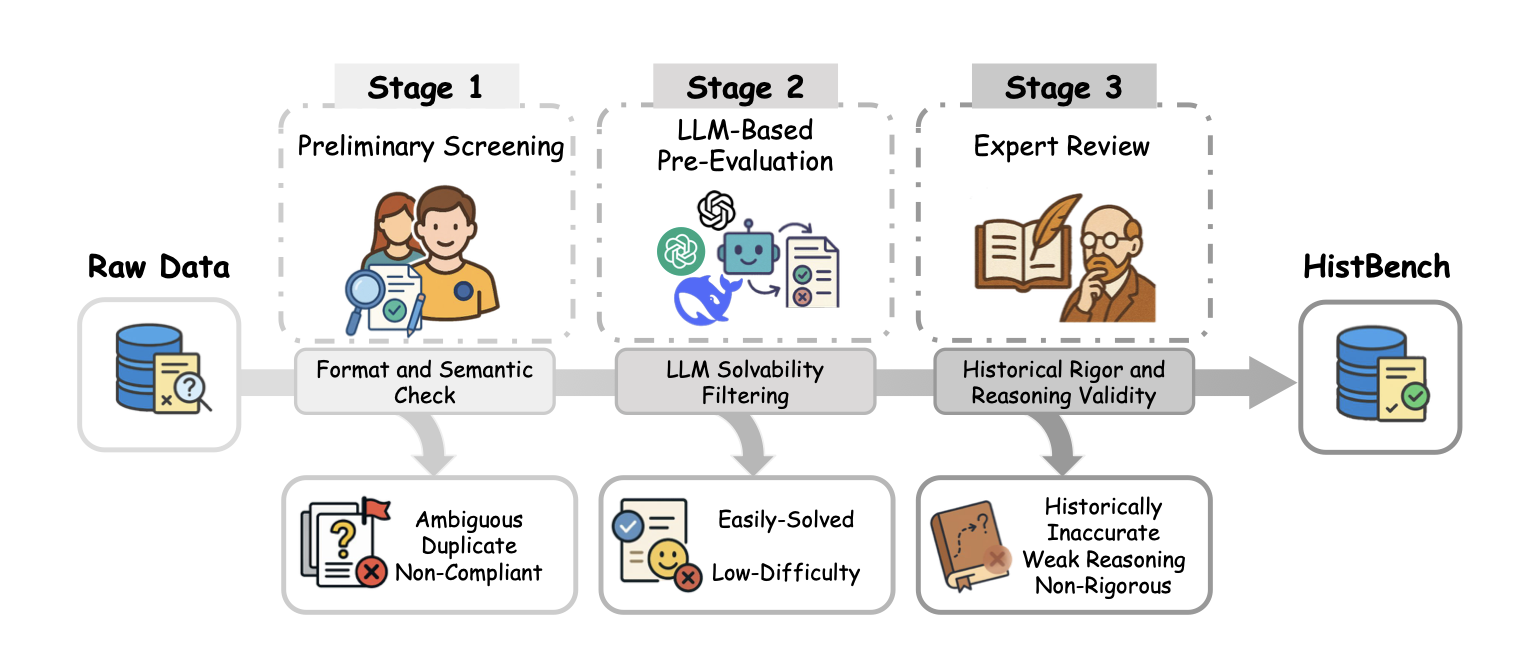 Stage 1
Stage 2
Stage 3
Preliminary Screening
LLM-Based
Pre-Evaluation
Expert Review
Raw Data
HistBench
Format and Semantic
Check
LLM Solvability
Filtering
Historical Rigor and
Reasoning Validity
Ambiguous
Duplicate
Non-Compliant
Easily-Solved
Low-Difficulty
Historically
Inaccurate
Weak Reasoning
Non-Rigorous